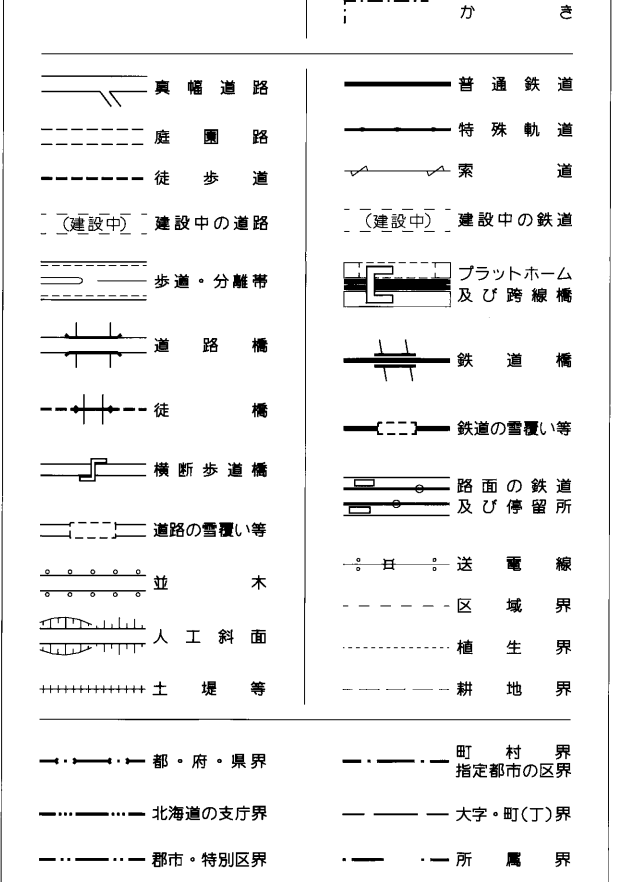 かき
真幅道路
庭園路
徒歩道
(建設中) 建設中の道路
歩道・分離帯
道路橋
徒橋
横断歩道橋
道路の雪覆い等
並木
人工斜面
土堤等
普通鉄道
特殊軌道
索道
(建設中) 建設中の鉄道
プラットホーム
及び跨線橋
鉄道橋
鉄道の雪覆い等
路面の鉄道
及び停留所
送電線
区域界
植生界
耕地界
都・府・県界
北海道の支庁界
郡市・特別区界
町村界
指定都市の区界
大字・町(丁)界
所属界